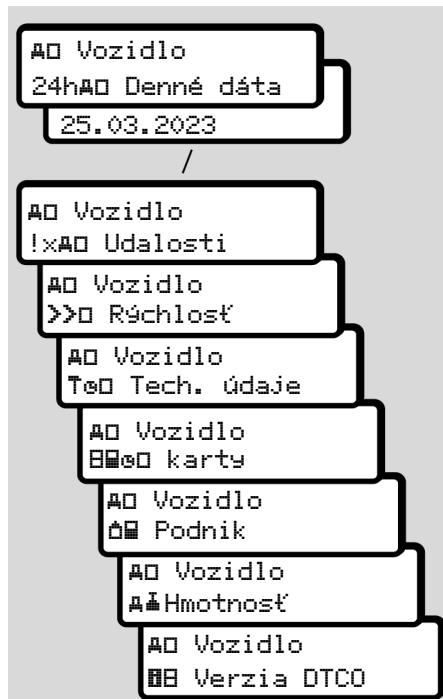 Vozidlo
24h Denné dáta
25.03.2023
/
Vozidlo
!x Udalosti
Vozidlo
>> Rýchlosť
Vozidlo
Tech. údaje
Vozidlo
karty
Vozidlo
Podnik
Vozidlo
Hmotnosť
Vozidlo
Verzia DTCO